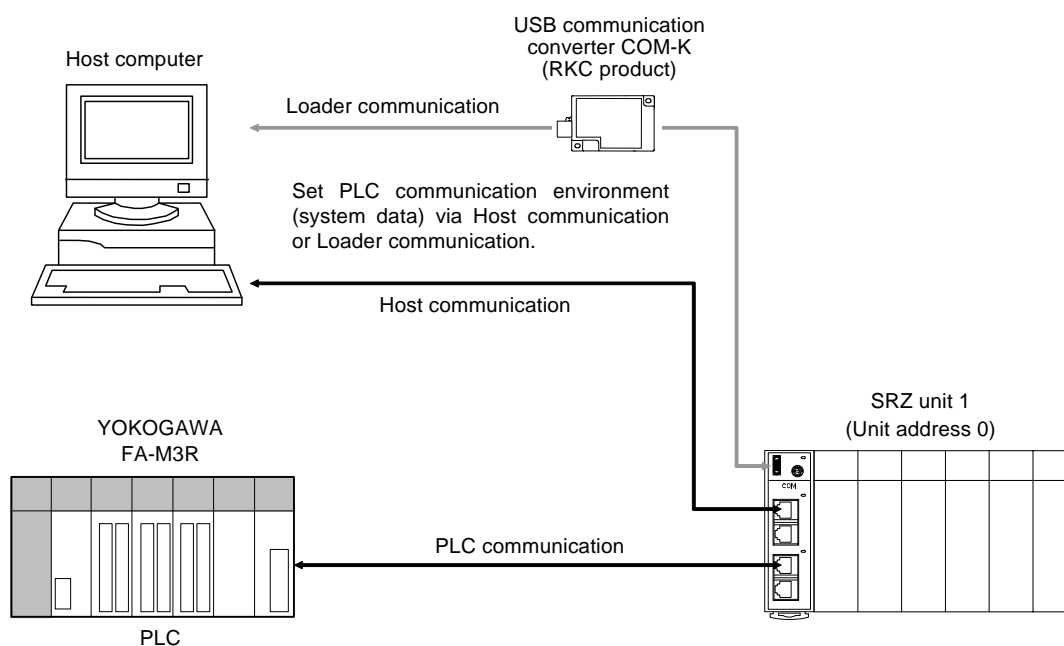 USB communication
converter COM-K
(RKC product)
Host computer
Loader communication
Set PLC communication environment
(system data) via Host communication
or Loader communication.
Host communication
SRZ unit 1
(Unit address 0)
YOKOGAWA
FA-M3R
COM
PLC communication
PLC